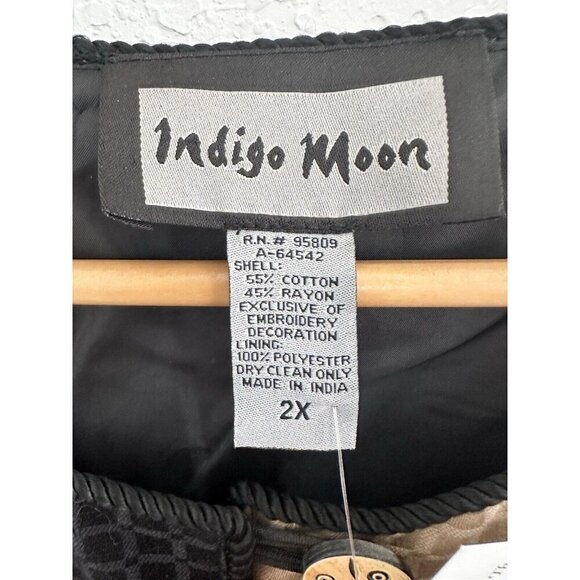 Indigo Moon
R.N.# 95809
A-64542
SHELL:
55% COTTON
45% RAYON
EXCLUSIVE OF
EMBROIDERY
DECORATION
LINING:
100% POLYESTER
DRY CLEAN ONLY
MADE IN INDIA
2X